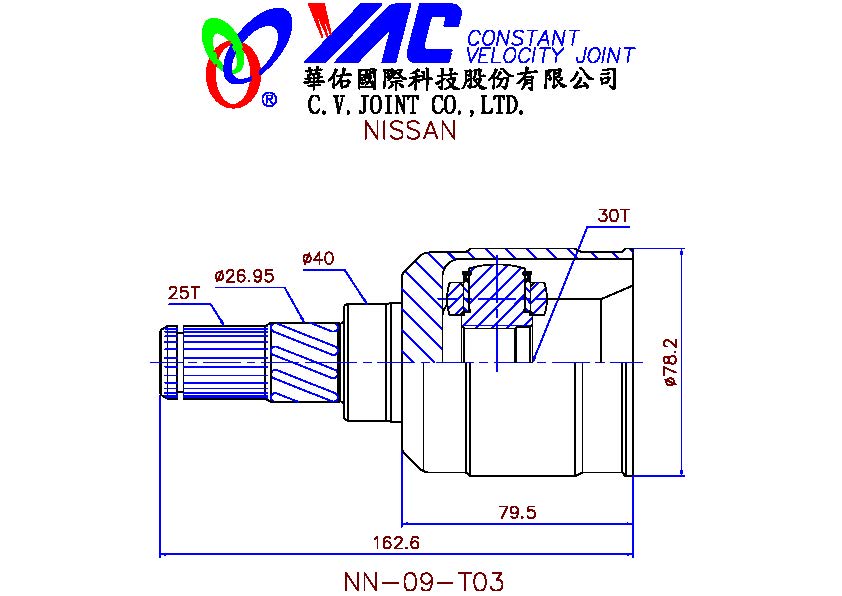 YAC CONSTANT
VELOCITY JOINT
®
華佑國際科技股份有限公司
C.V.JOINT CO.,LTD.
NISSAN
30T
ø40
ø26.95
25T
ø78.2
79.5
162.6
NN-09-T03